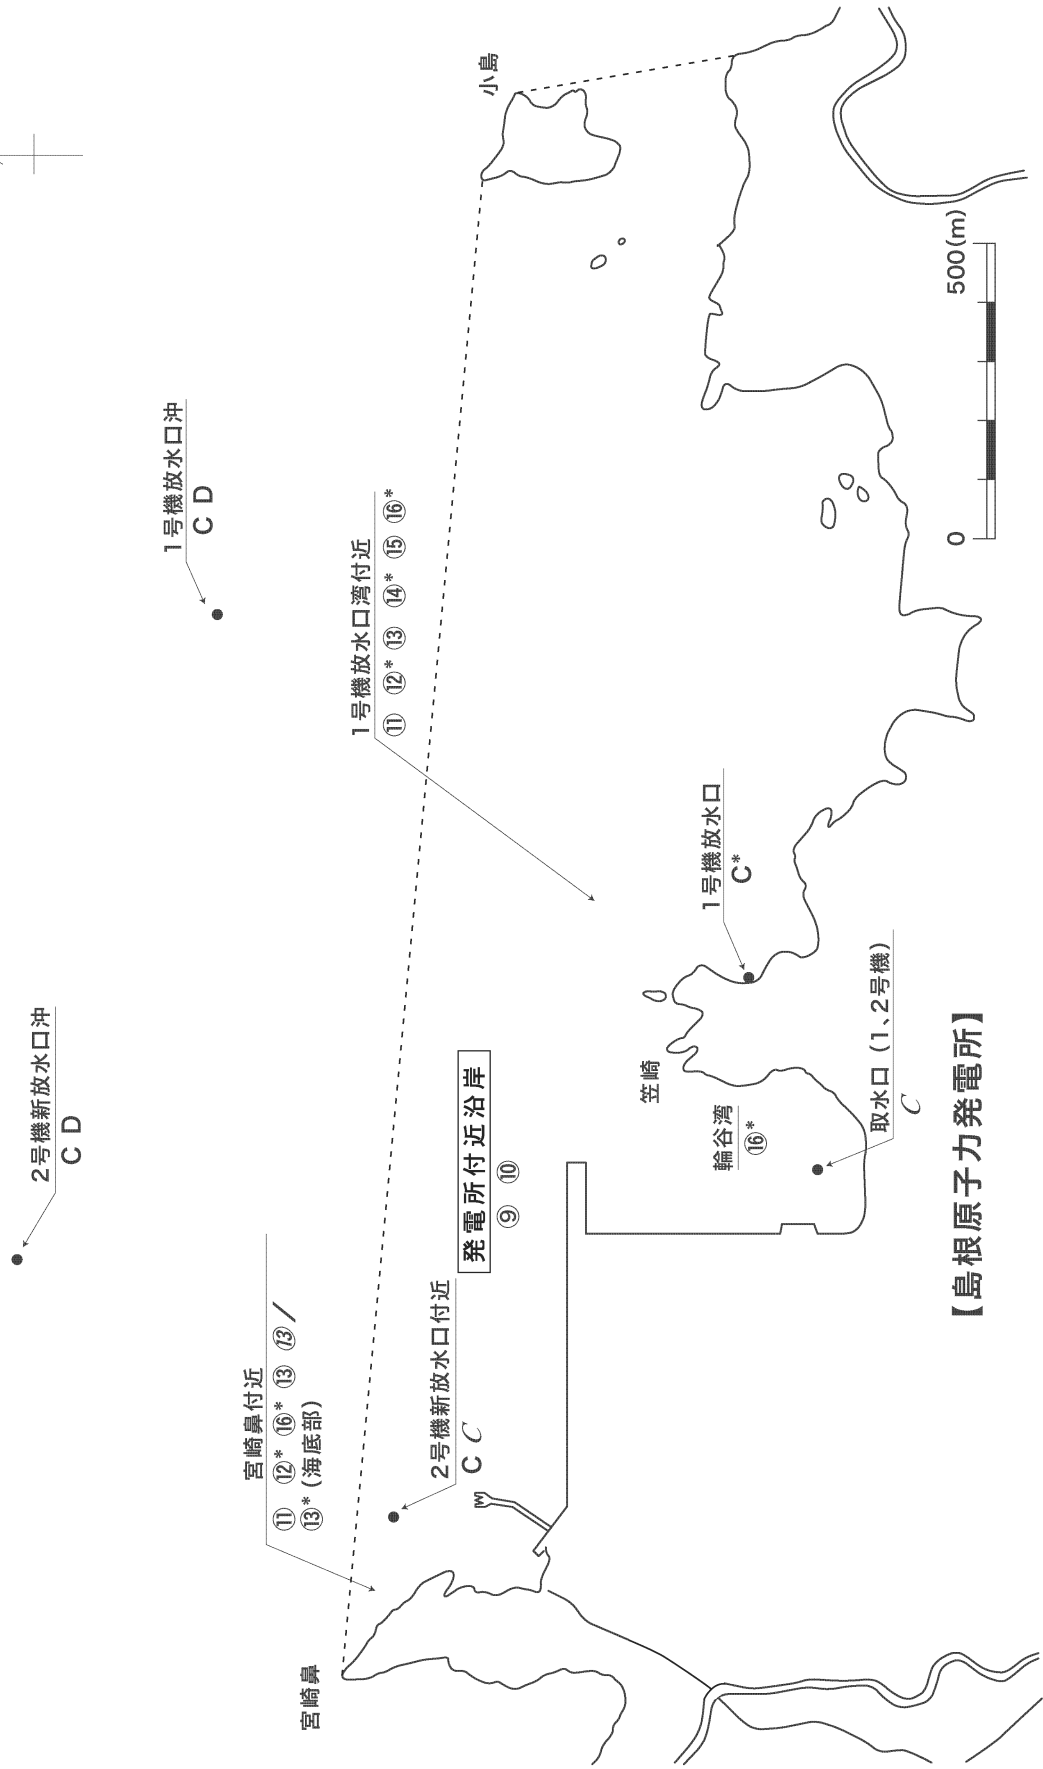 2号機新放水口沖
C D
1号機放水口沖
C D
宮崎鼻付近
⑪ ⑫* ⑯* ⑬ ⑬/
⑬*(海底部)
宮崎鼻
1号機放水口湾付近
⑪ ⑫* ⑬ ⑭* ⑮ ⑯*
2号機新放水口付近
C C
発電所付近沿岸
⑨ ⑩
小島
笠崎
1号機放水口
C*
輪谷湾
⑯*
取水口(1、2号機)
C
0 500(m)
【島根原子力発電所】
W